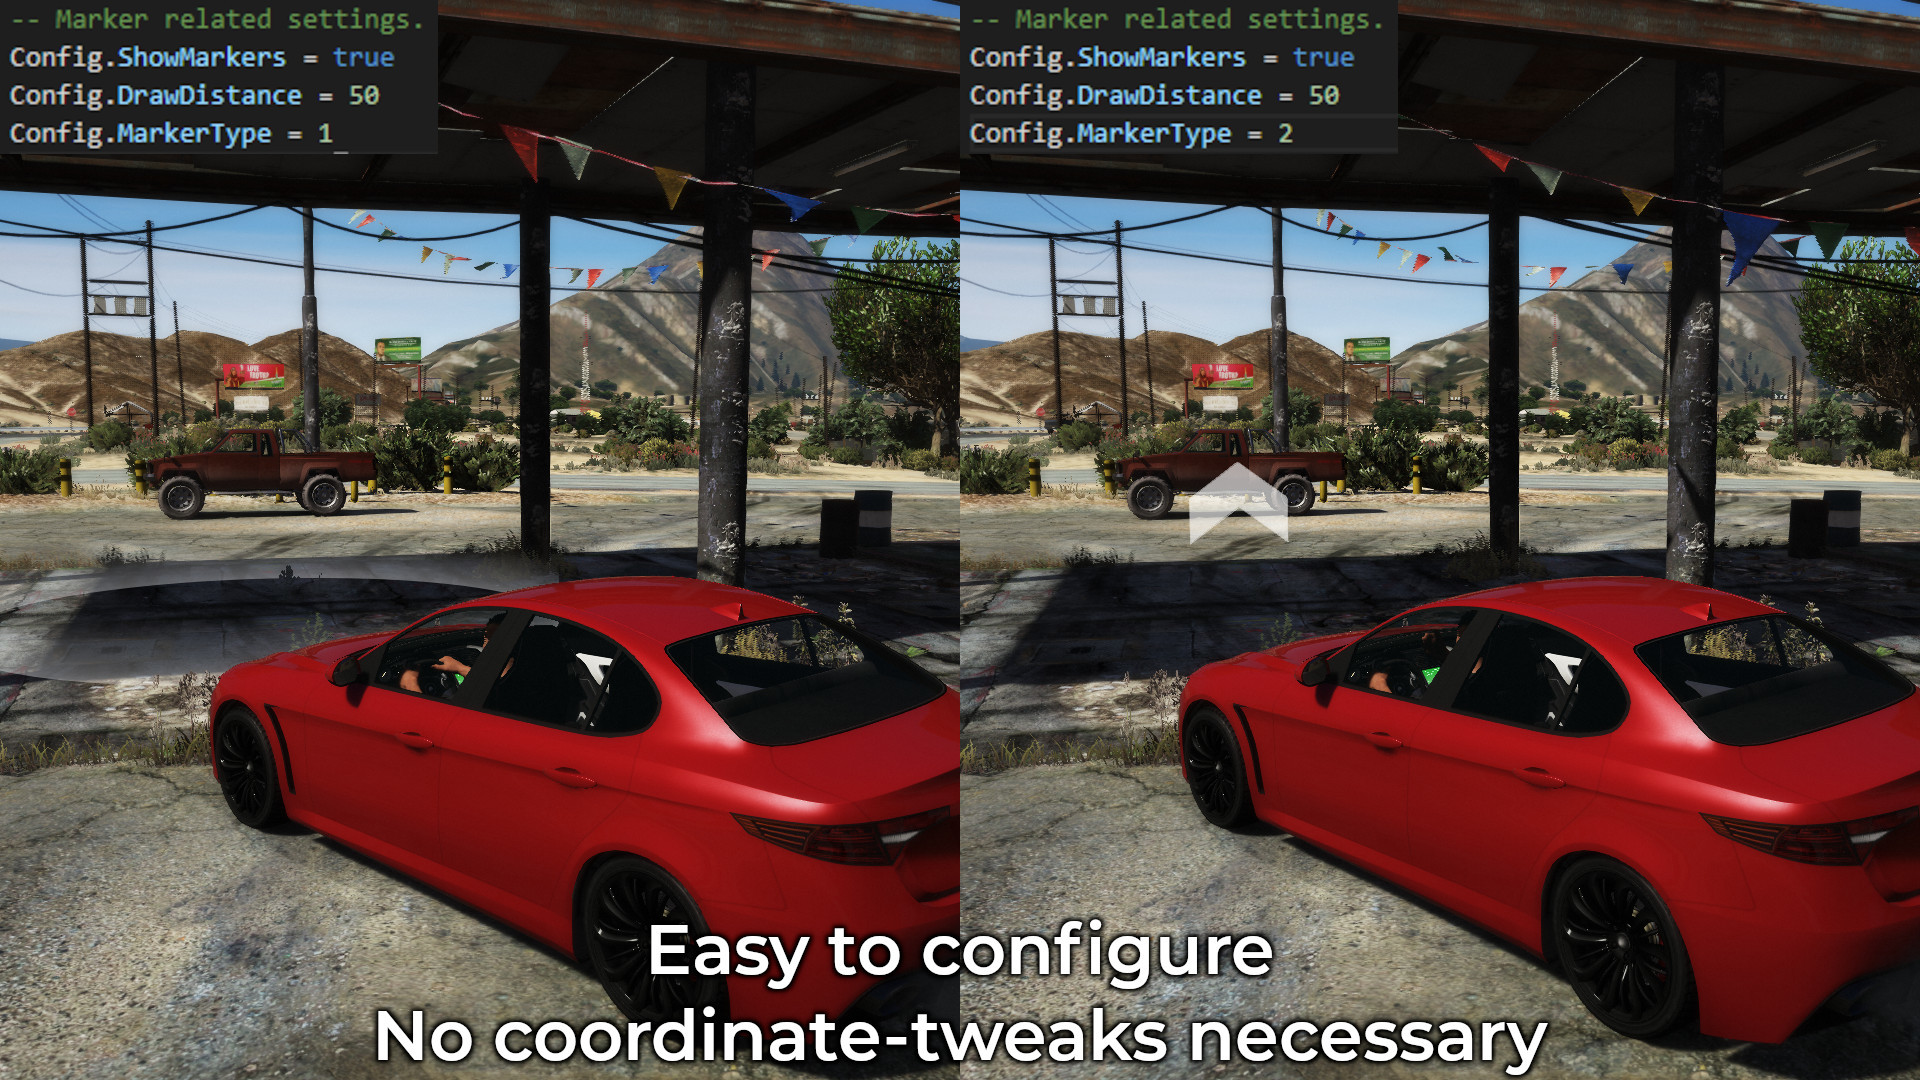 -- Marker related settings.
Config.ShowMarkers = true
Config.DrawDistance = 50
Config.MarkerType = 1
-- Marker related settings.
Config.ShowMarkers = true
Config.DrawDistance = 50
Config.MarkerType = 2
Easy to configure
No coordinate-tweaks necessary